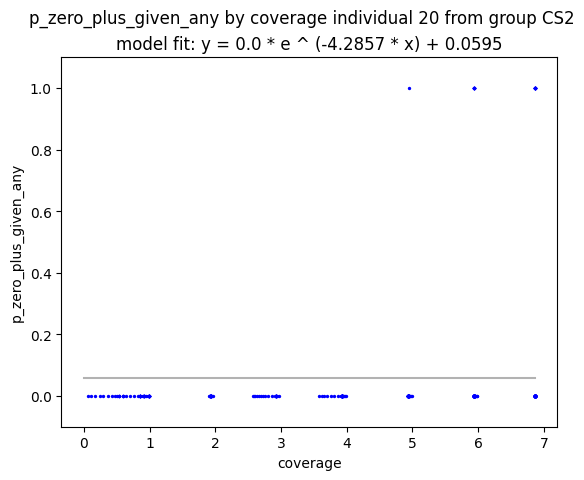 p_zero_plus_given_any by coverage individual 20 from group CS2
model fit: y = 0.0 * e ^ (-4.2857 * x) + 0.0595
1.0
0.8
0.6
0.4
0.2
0.0
p_zero_plus_given_any
0 1 2 3 4 5 6 7
coverage